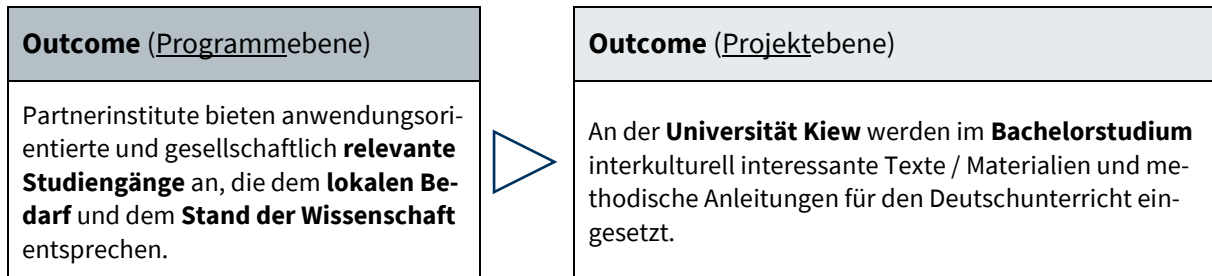 Outcome (Programmebene)
Partnerinstitute bieten anwendungsori-
entierte und gesellschaftlich relevante
Studiengänge an, die dem lokalen Be-
darf und dem Stand der Wissenschaft
entsprechen.
Outcome (Projektebene)
An der Universität Kiew werden im Bachelorstudium
interkulturell interessante Texte / Materialien und me-
thodische Anleitungen für den Deutschunterricht ein-
gesetzt.